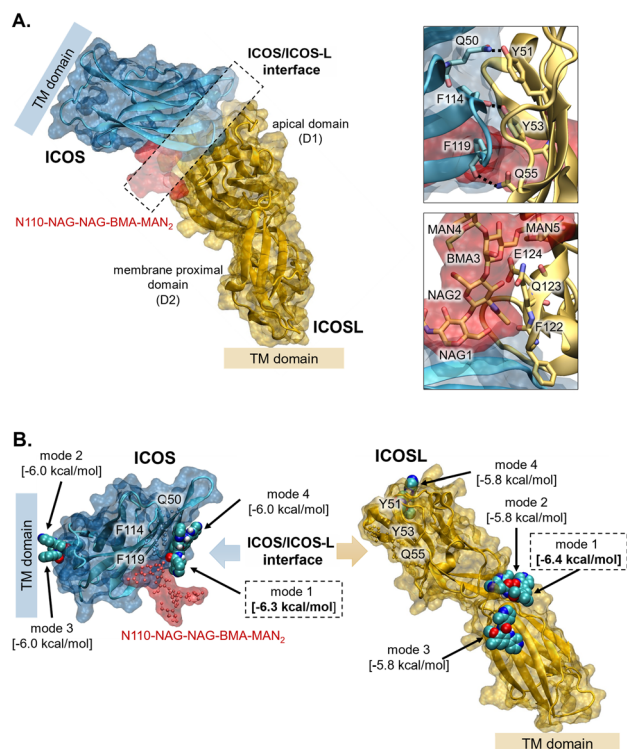 A.
TM domain
ICOS
ICOS/ICOS-L
interface
apical domain
(D1)
N110-NAG-NAG-BMA-MAN2
membrane proximal
domain
(D2)
ICOSL
TM domain
Q50
Y51
F114
Y53
F119
Q55
MAN4
MAN5
BMA3
E124
NAG2
Q123
F122
NAG1
B.
mode 2
[-6.0 kcal/mol]
ICOS
Q50
mode 4
[-6.0 kcal/mol]
F114
F119
TM domain
ICOS/ICOS-L
interface
mode 1
[-6.3 kcal/mol]
mode 3
[-6.0 kcal/mol]
N110-NAG-NAG-BMA-MAN2
ICOSL
mode 4
[-5.8 kcal/mol]
Y51
Y53
Q55
mode 2
[-5.8 kcal/mol]
mode 1
[-6.4 kcal/mol]
mode 3
[-5.8 kcal/mol]
TM domain